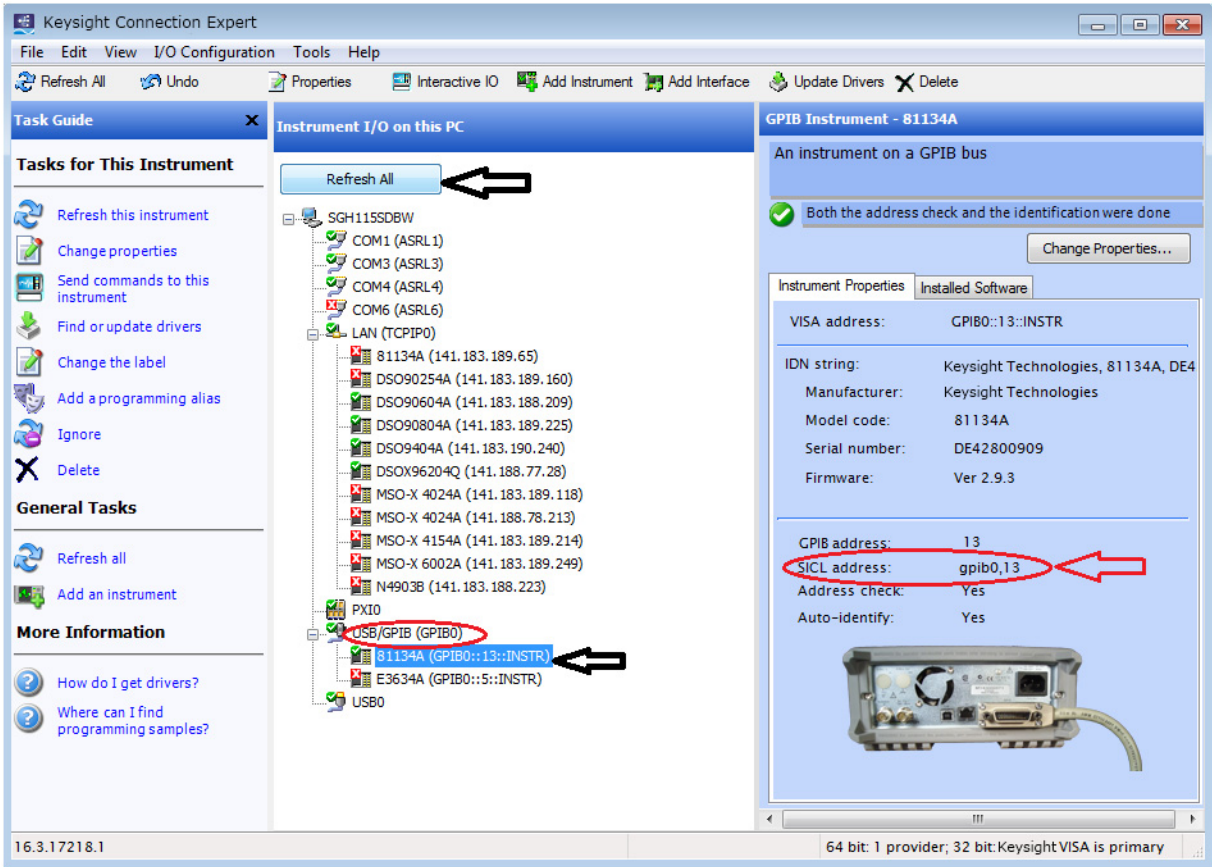 Keysight Connection Expert
File Edit View I/O Configuration Tools Help
Refresh All Undo Properties Interactive IO Add Instrument Add Interface Update Drivers Delete
Task Guide
Tasks for This Instrument
Refresh this instrument
Change properties
Send commands to this
instrument
Find or update drivers
Change the label
Add a programming alias
Ignore
Delete
General Tasks
Refresh all
Add an instrument
More Information
How do I get drivers?
Where can I find
programming samples?
Instrument I/O on this PC
Refresh All
SGH115SDBW
COM1 (ASRL1)
COM3 (ASRL3)
COM4 (ASRL4)
COM6 (ASRL6)
LAN (TCPIP0)
81134A (141.183.189.65)
DSO90254A (141.183.189.160)
DSO90604A (141.183.188.209)
DSO90804A (141.183.189.225)
DSO9404A (141.183.190.240)
DSOX96204Q (141.188.77.28)
MSO-X 4024A (141.183.189.118)
MSO-X 4024A (141.188.78.213)
MSO-X 4154A (141.183.189.214)
MSO-X 6002A (141.183.189.249)
N4903B (141.183.188.223)
PXI0
USB/GPIB (GPIB0)
81134A (GPIB0::13::INSTR)
E3634A (GPIB0::5::INSTR)
USB0
GPIB Instrument - 81134A
An instrument on a GPIB bus
Both the address check and the identification were done
Change Properties...
Instrument Properties Installed Software
VISA address: GPIB0::13::INSTR
IDN string: Keysight Technologies, 81134A, DE4
Manufacturer: Keysight Technologies
Model code: 81134A
Serial number: DE42800909
Firmware: Ver 2.9.3
GPIB address: 13
SICL address: gpib0,13
Address check: Yes
Auto-identify: Yes
16.3.17218.1
64 bit: 1 provider; 32 bit:Keysight VISA is primary